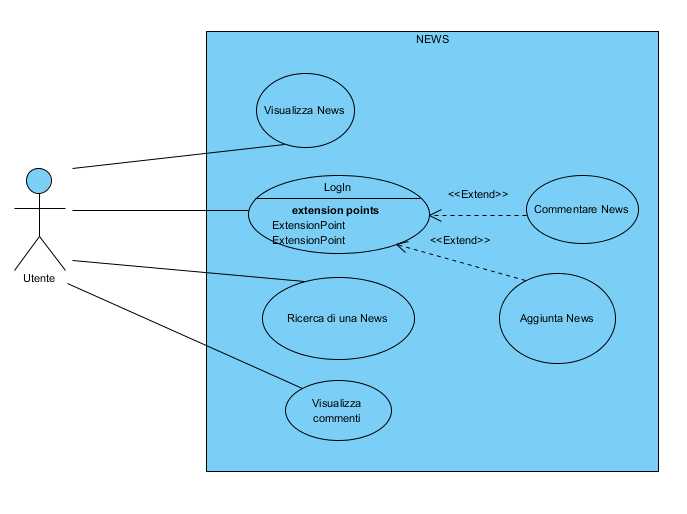 NEWS
Visualizza News
LogIn
extension points
ExtensionPoint
ExtensionPoint
<<Extend>>
Commentare News
<<Extend>>
Utente
Ricerca di una News
Aggiunta News
Visualizza
commenti